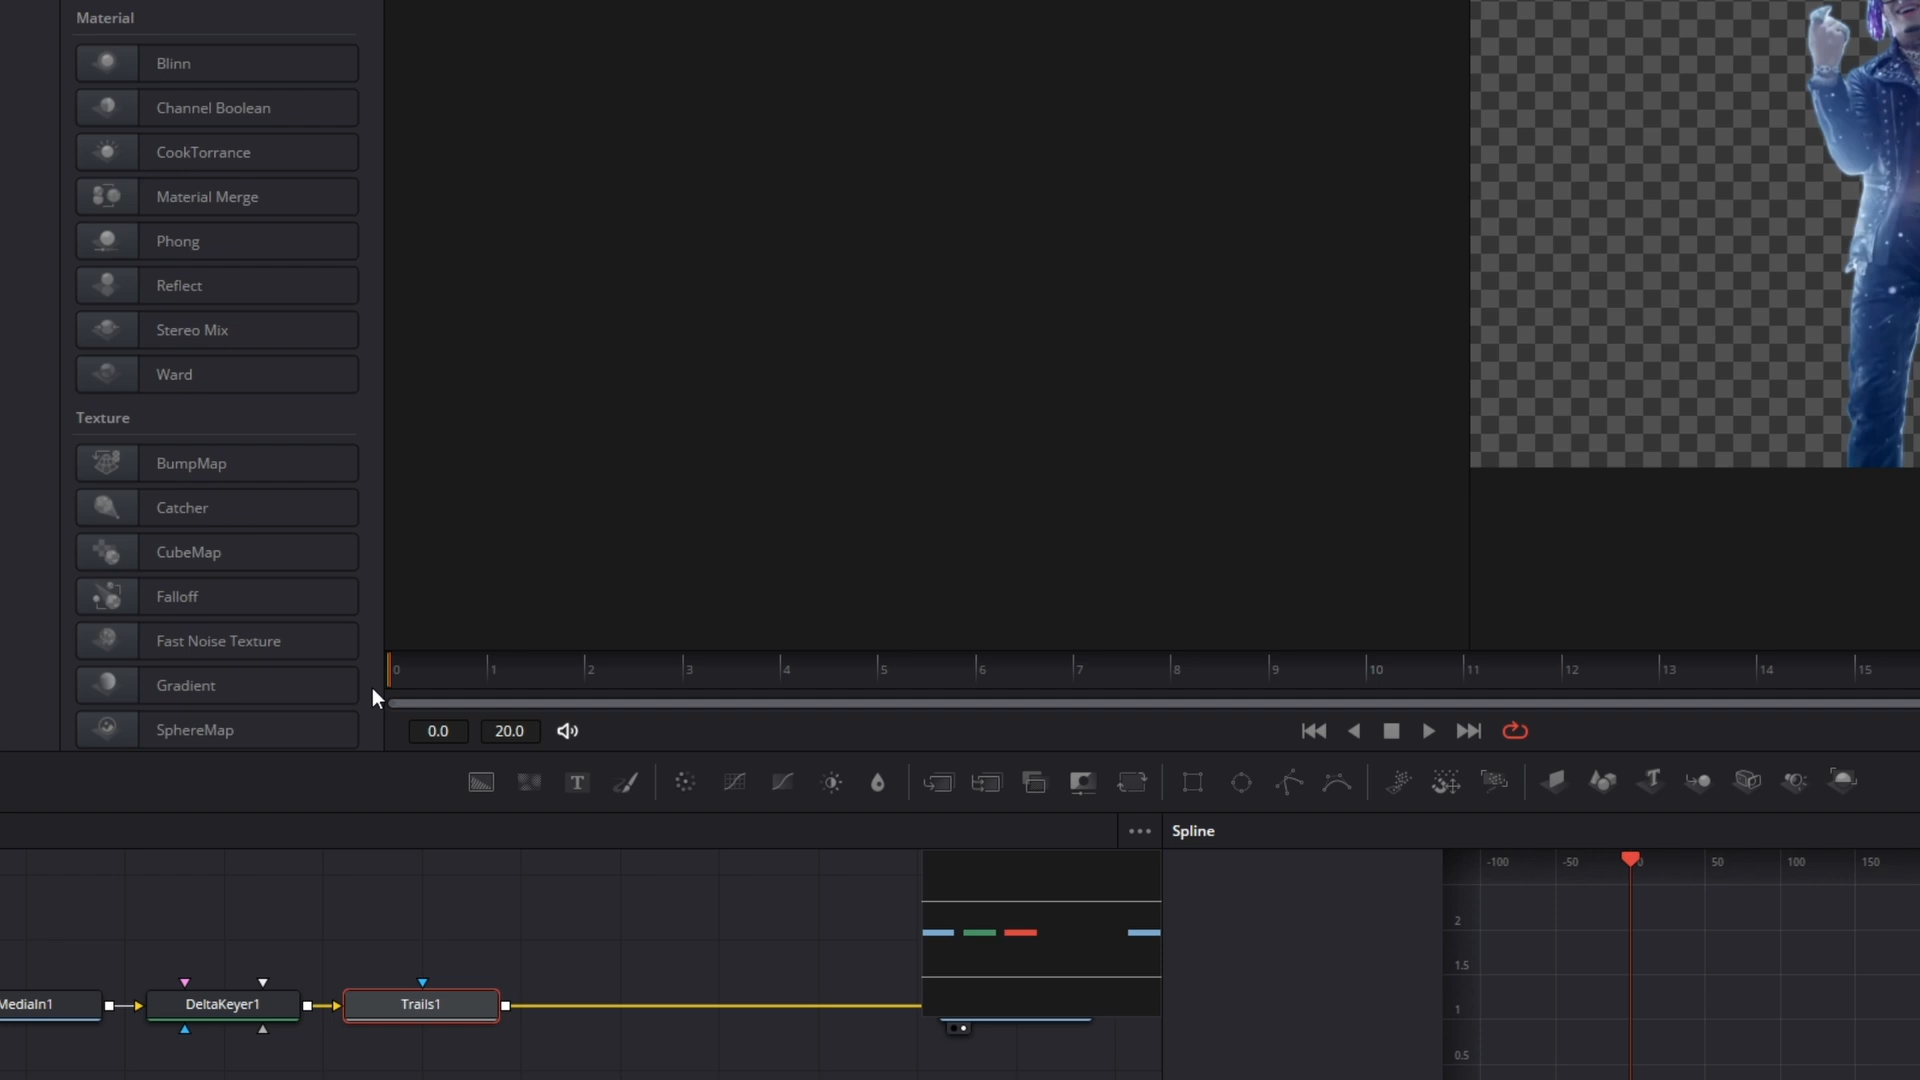 Material
Blinn
Channel Boolean
CookTorrance
Material Merge
Phong
Reflect
Stereo Mix
Ward
Texture
BumpMap
Catcher
CubeMap
Falloff
Fast Noise Texture
Gradient
SphereMap
0 1 2 3 4 5 6 7 8 9 10 11 12 13 14 15
0.0 20.0
T
Spline
-100 -50 0 50 100 150
2
1.5
1
0.5
MediaIn1 DeltaKeyer1 Trails1